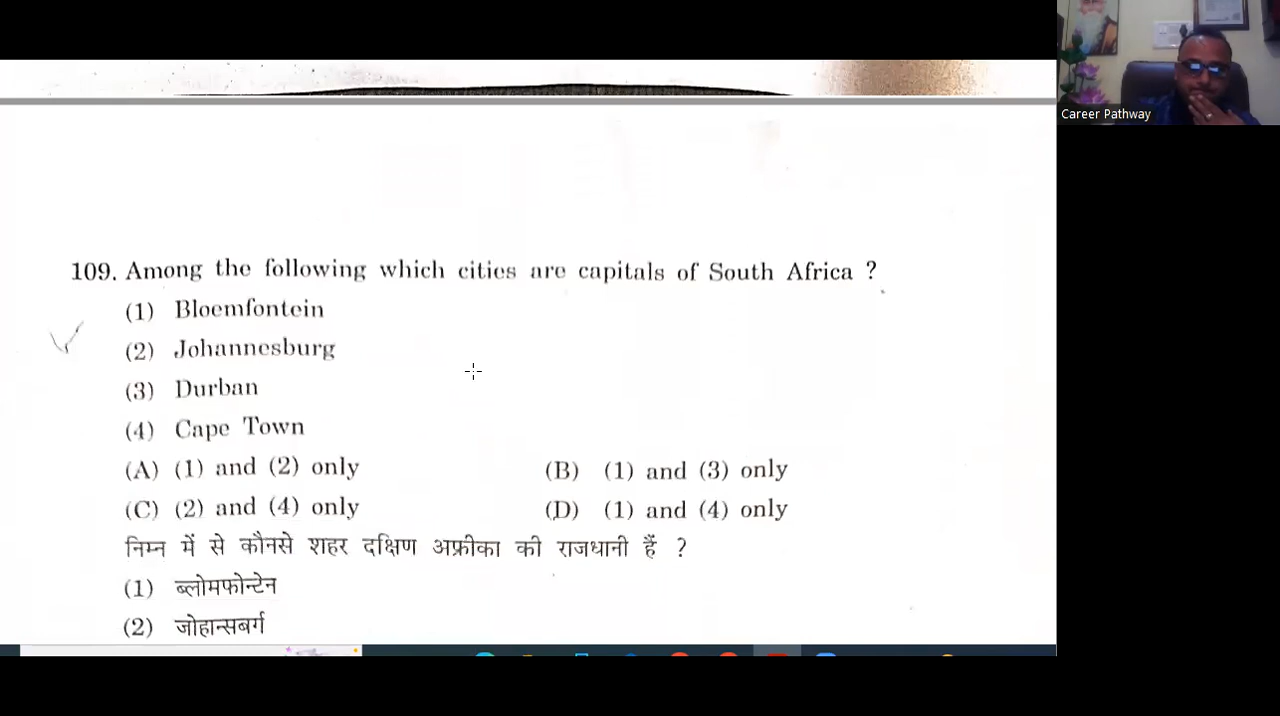 Career Pathway
109. Among the following which cities are capitals of South Africa ?
(1) Bloemfontein
(2) Johannesburg
(3) Durban
(4) Cape Town
(A) (1) and (2) only (B) (1) and (3) only
(C) (2) and (4) only (D) (1) and (4) only
निम्न में से कौनसे शहर दक्षिण अफ्रीका की राजधानी हैं ?
(1) ब्लोमफोन्टेन
(2) जोहान्सबर्ग